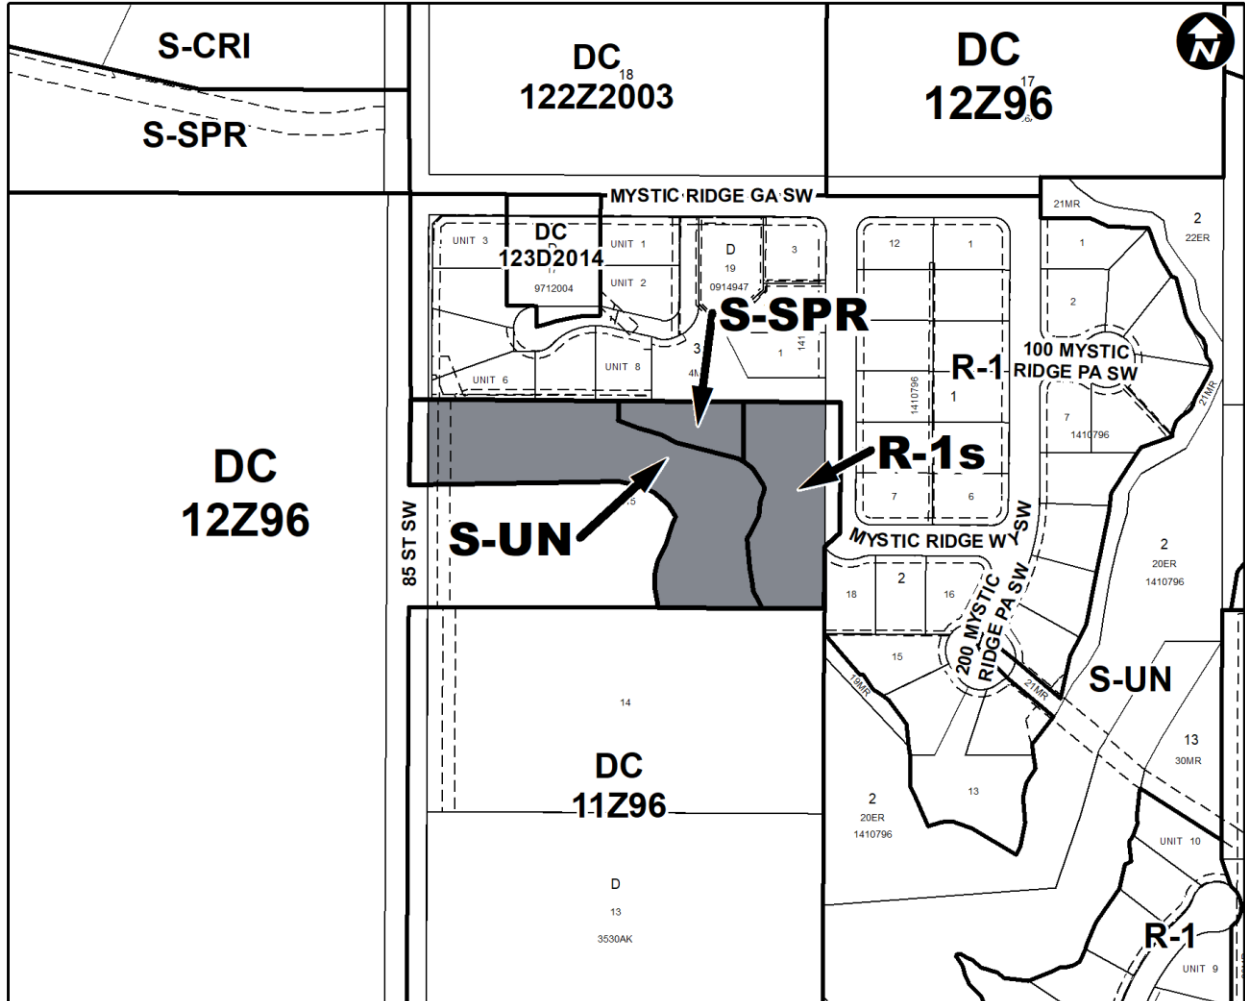 S-CRI
S-SPR
DC
18
122Z2003
DC
17
12Z96
N
MYSTIC RIDGE GA SW
21MR
2
22ER
UNIT 3
DC
D
123D2014
17
9712004
UNIT 1
UNIT 2
D
19
0914947
3
12
1
1
2
S-SPR
3
1
141
UNIT 6
UNIT 8
R-1
1
1410796
100 MYSTIC
RIDGE PA SW
21MR
7
1410796
DC
12Z96
R-1s
S-UN
15
7
6
MYSTIC RIDGE WY SW
85 ST SW
2
20ER
1410796
18
2
16
200 MYSTIC
RIDGE PA SW
15
19MR
21MR
S-UN
13
30MR
14
DC
11Z96
2
20ER
1410796
13
UNIT 10
D
13
3530AK
R-1
UNIT 9